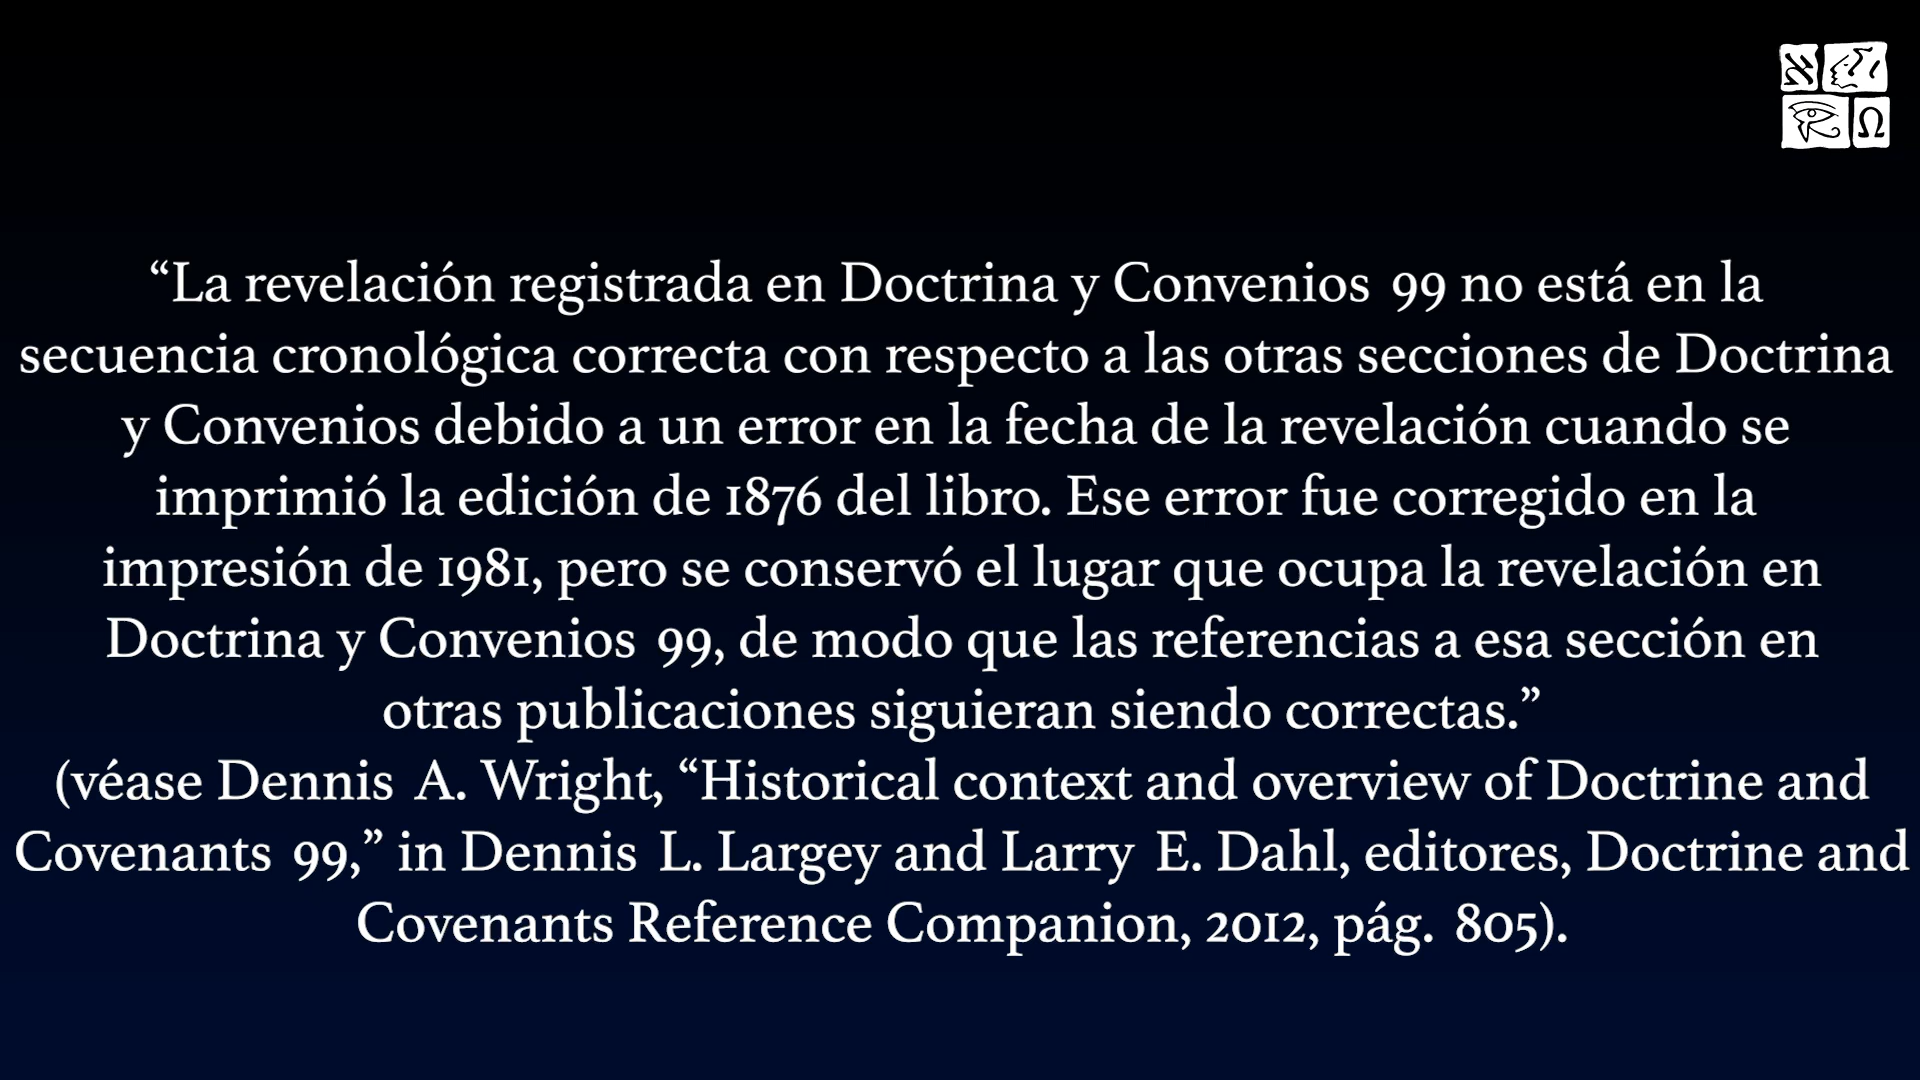 “La revelación registrada en Doctrina y Convenios 99 no está en la
secuencia cronológica correcta con respecto a las otras secciones de Doctrina
y Convenios debido a un error en la fecha de la revelación cuando se
imprimió la edición de 1876 del libro. Ese error fue corregido en la
impresión de 1981, pero se conservó el lugar que ocupa la revelación en
Doctrina y Convenios 99, de modo que las referencias a esa sección en
otras publicaciones siguieran siendo correctas.”
(véase Dennis A. Wright, “Historical context and overview of Doctrine and
Covenants 99,” in Dennis L. Largey and Larry E. Dahl, editores, Doctrine and
Covenants Reference Companion, 2012, pág. 805).